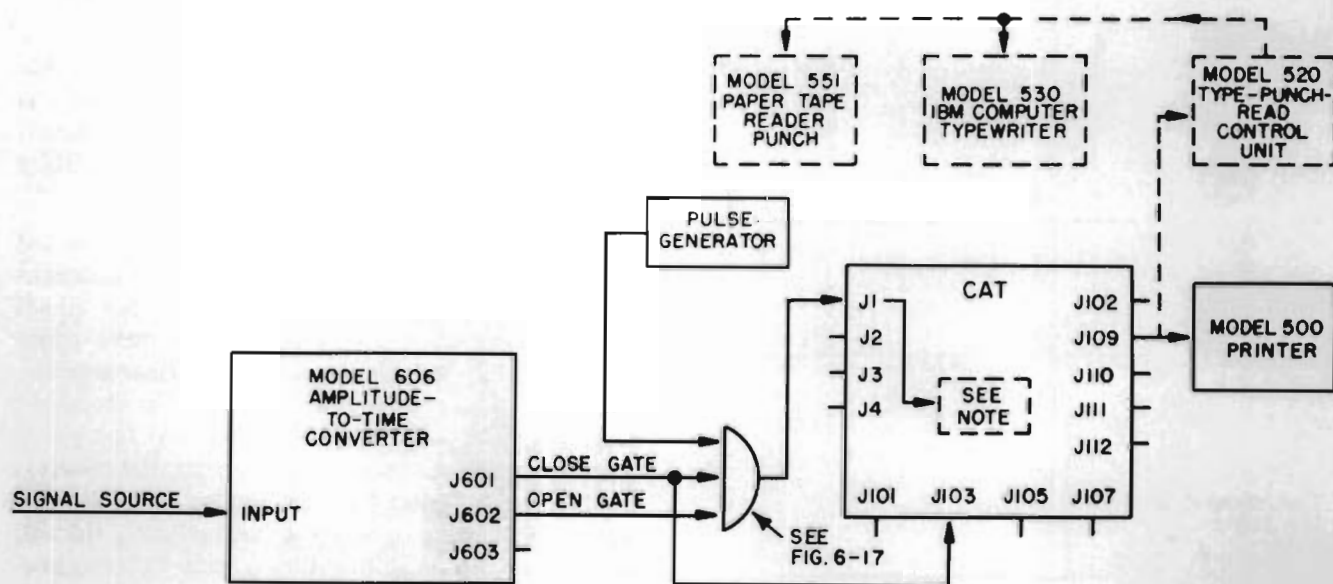 MODEL 551
PAPER TAPE
READER
PUNCH
MODEL 530
IBM COMPUTER
TYPEWRITER
MODEL 520
TYPE-PUNCH-
READ
CONTROL
UNIT
PULSE
GENERATOR
CAT
J1
J2
J3
J4
SEE
NOTE
J102
J109
J110
J111
J112
J101
J103
J105
J107
MODEL 500
PRINTER
MODEL 606
AMPLITUDE-
TO-TIME
CONVERTER
SIGNAL SOURCE
INPUT
J601
J602
J603
CLOSE GATE
OPEN GATE
SEE
FIG. 6-17